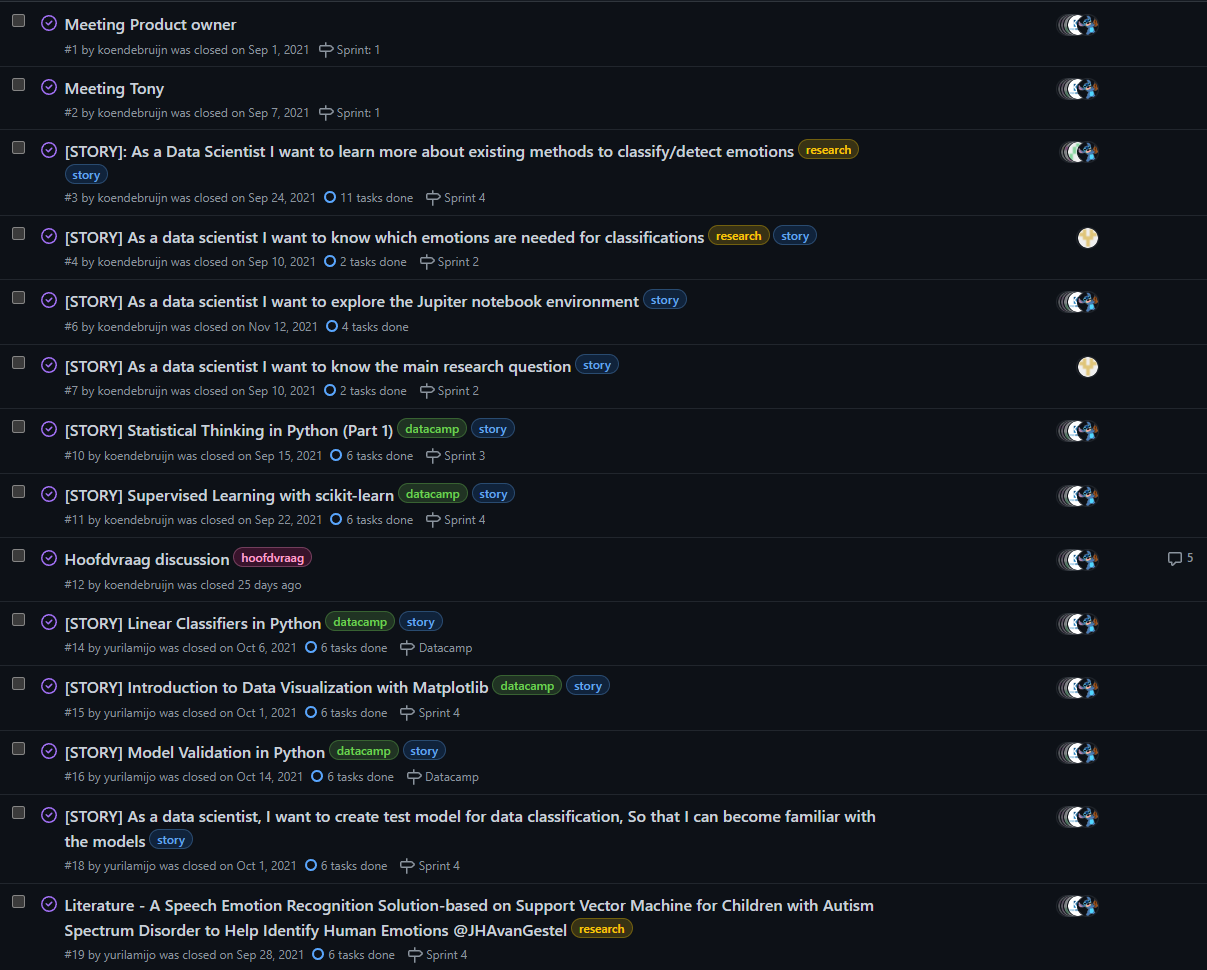 Meeting Product owner
#1 by koendebruijn was closed on Sep 1, 2021 Sprint: 1
Meeting Tony
#2 by koendebruijn was closed on Sep 7, 2021 Sprint: 1
[STORY]: As a Data Scientist I want to learn more about existing methods to classify/detect emotions research
story
#3 by koendebruijn was closed on Sep 24, 2021 11 tasks done Sprint 4
[STORY] As a data scientist I want to know which emotions are needed for classifications research story
#4 by koendebruijn was closed on Sep 10, 2021 2 tasks done Sprint 2
[STORY] As a data scientist I want to explore the Jupiter notebook environment story
#6 by koendebruijn was closed on Nov 12, 2021 4 tasks done
[STORY] As a data scientist I want to know the main research question story
#7 by koendebruijn was closed on Sep 10, 2021 2 tasks done Sprint 2
[STORY] Statistical Thinking in Python (Part 1) datacamp story
#10 by koendebruijn was closed on Sep 15, 2021 6 tasks done Sprint 3
[STORY] Supervised Learning with scikit-learn datacamp story
#11 by koendebruijn was closed on Sep 22, 2021 6 tasks done Sprint 4
Hoofdvraag discussion hoofdvraag 5
#12 by koendebruijn was closed 25 days ago
[STORY] Linear Classifiers in Python datacamp story
#14 by yurilamijo was closed on Oct 6, 2021 6 tasks done Datacamp
[STORY] Introduction to Data Visualization with Matplotlib datacamp story
#15 by yurilamijo was closed on Oct 1, 2021 6 tasks done Sprint 4
[STORY] Model Validation in Python datacamp story
#16 by yurilamijo was closed on Oct 14, 2021 6 tasks done Datacamp
[STORY] As a data scientist, I want to create test model for data classification, So that I can become familiar with
the models story
#18 by yurilamijo was closed on Oct 1, 2021 6 tasks done Sprint 4
Literature - A Speech Emotion Recognition Solution-based on Support Vector Machine for Children with Autism
Spectrum Disorder to Help Identify Human Emotions @JHAvanGestel research
#19 by yurilamijo was closed on Sep 28, 2021 6 tasks done Sprint 4